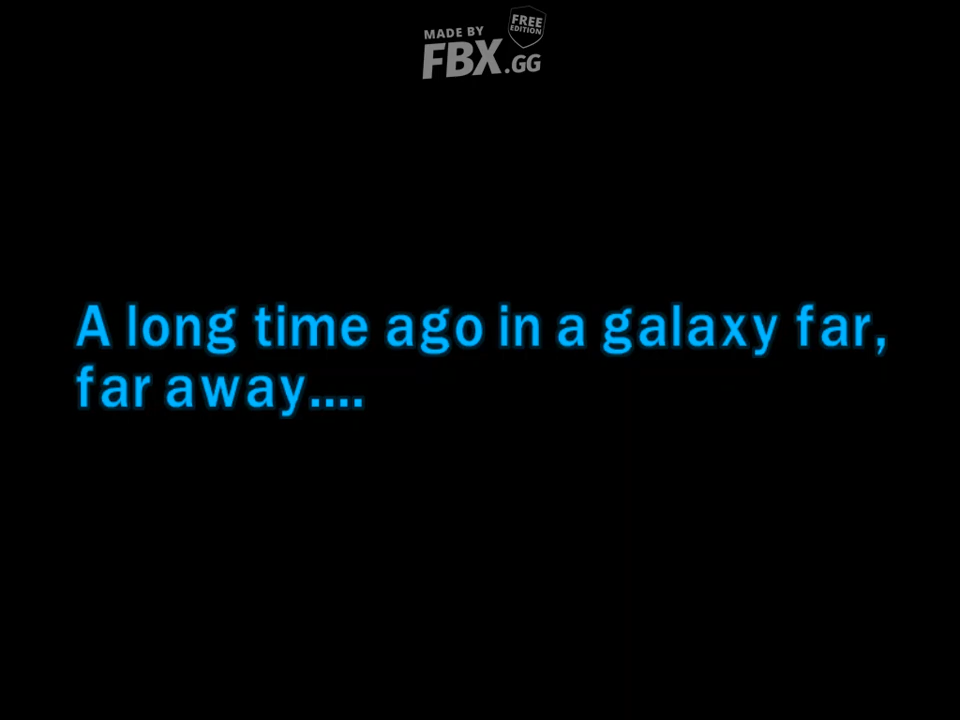 MADE BY
FBX.GG
FREE
EDITION
A long time ago in a galaxy far,
far away....